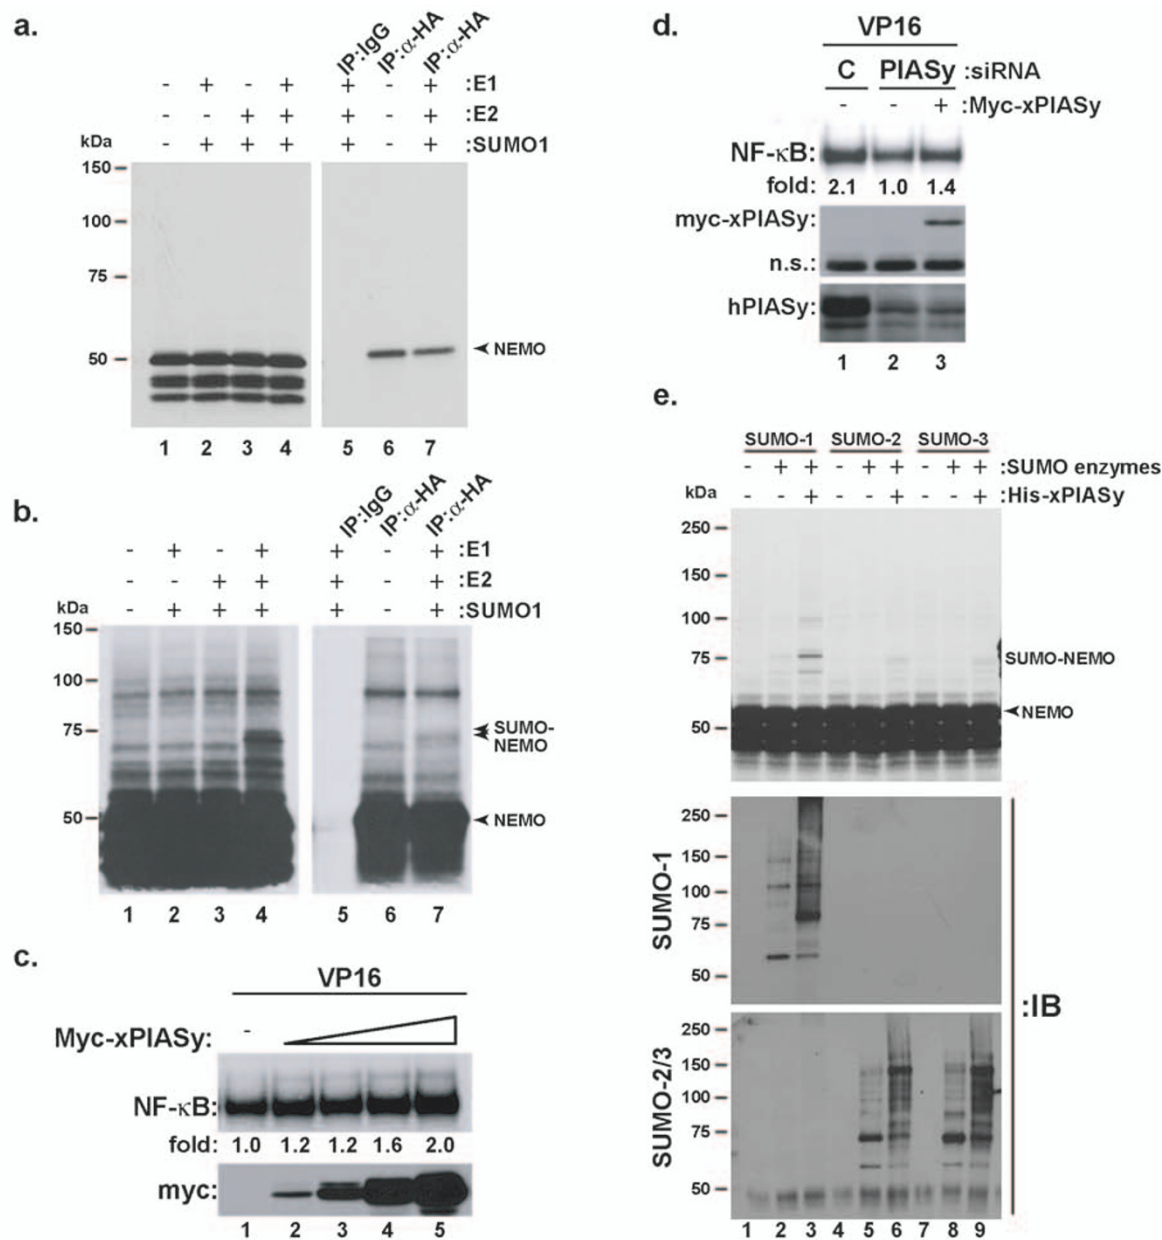 a.
IP:IgG IP:α-HA IP:α-HA
- + - + + - + :E1
- - + + + - + :E2
- + + + + - + :SUMO1
kDa
150
100
75
50
NEMO
1 2 3 4 5 6 7
b.
IP:IgG IP:α-HA IP:α-HA
- + - + + - + :E1
- - + + + - + :E2
- + + + + - + :SUMO1
kDa
150
100
75
SUMO-
NEMO
50
NEMO
1 2 3 4 5 6 7
c.
VP16
Myc-xPIASy: -
NF-κB:
fold: 1.0 1.2 1.2 1.6 2.0
myc:
1 2 3 4 5
d.
VP16
C PIASy :siRNA
- - + :Myc-xPIASy
NF-κB:
fold: 2.1 1.0 1.4
myc-xPIASy:
n.s.:
hPIASy:
1 2 3
e.
SUMO-1 SUMO-2 SUMO-3
- + + - + + - + + :SUMO enzymes
+ + + :His-xPIASy
kDa
250
150
100
75
SUMO-NEMO
NEMO
50
SUMO-1
250
150
100
75
50
:IB
SUMO-2/3
250
150
100
75
50
1 2 3 4 5 6 7 8 9